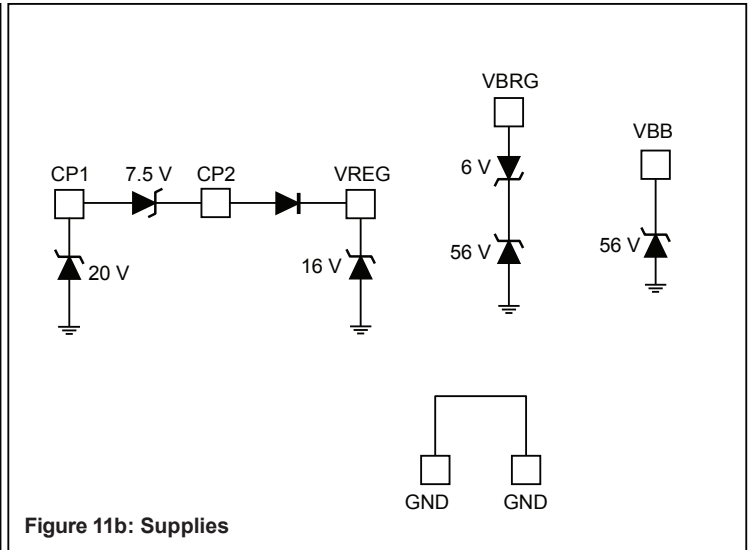 VBRG
VBB
6 V
CP1
7.5 V
CP2
VREG
56 V
56 V
20 V
16 V
GND
GND
Figure 11b: Supplies